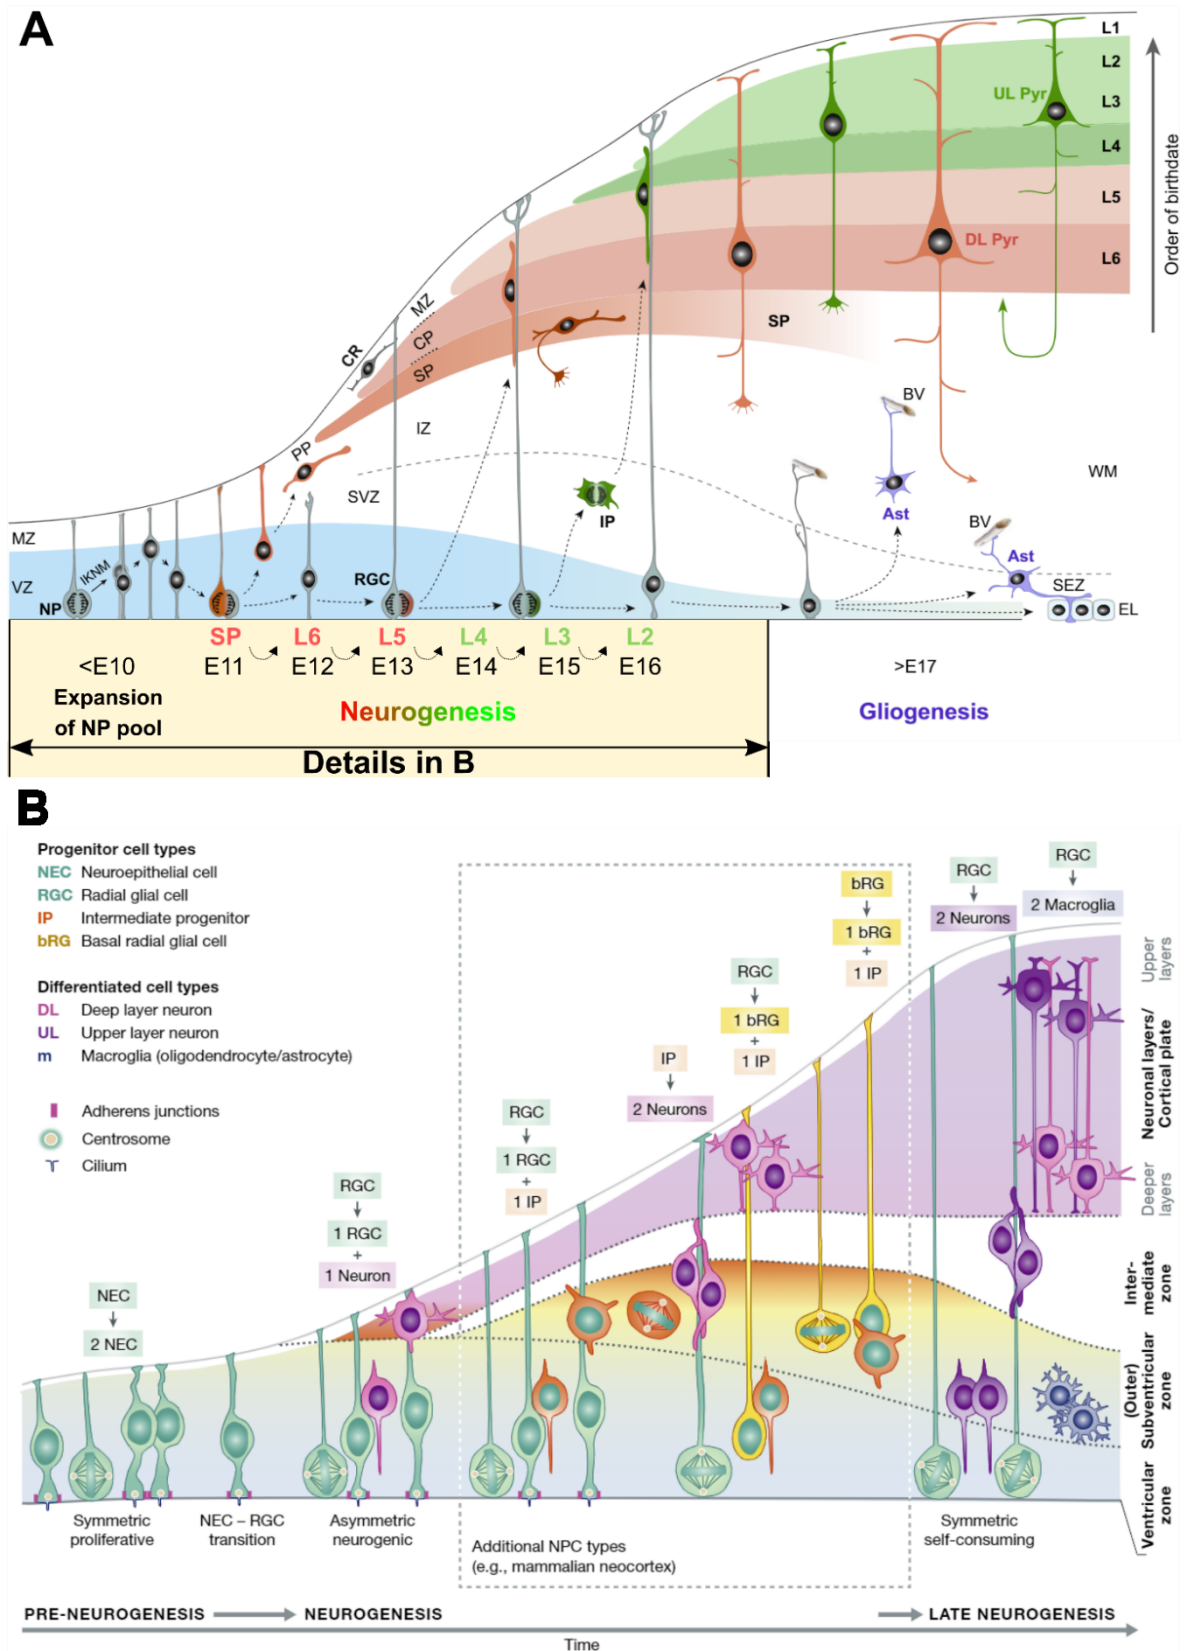 A
L1
L2
UL Pyr
L3
L4
L5
DL Pyr
L6
Order of birthdate
MZ
CP
SP
CR
SP
IZ
PP
SVZ
IP
BV
Ast
WM
BV
Ast
SEZ
EL
MZ
VZ
IKNM
NP
RGC
SP L6 L5 L4 L3 L2
<E10 E11 E12 E13 E14 E15 E16 >E17
Expansion
of NP pool
Neurogenesis
Gliogenesis
Details in B
B
Progenitor cell types
NEC Neuroepithelial cell
RGC Radial glial cell
IP Intermediate progenitor
bRG Basal radial glial cell
Differentiated cell types
DL Deep layer neuron
UL Upper layer neuron
m Macroglia (oligodendrocyte/astrocyte)
Adherens junctions
Centrosome
Cilium
NEC
2 NEC
RGC
1 RGC
+
1 Neuron
RGC
1 RGC
+
1 IP
IP
2 Neurons
RGC
1 bRG
+
1 IP
bRG
1 bRG
+
1 IP
RGC
2 Neurons
RGC
2 Macroglia
Upper
layers
Neuronal layers/
Cortical plate
Deeper
layers
Inter-
mediate
zone
(Outer)
Subventricular
zone
Ventricular
zone
Symmetric
proliferative
NEC – RGC
transition
Asymmetric
neurogenic
Additional NPC types
(e.g., mammalian neocortex)
Symmetric
self-consuming
PRE-NEUROGENESIS NEUROGENESIS LATE NEUROGENESIS
Time